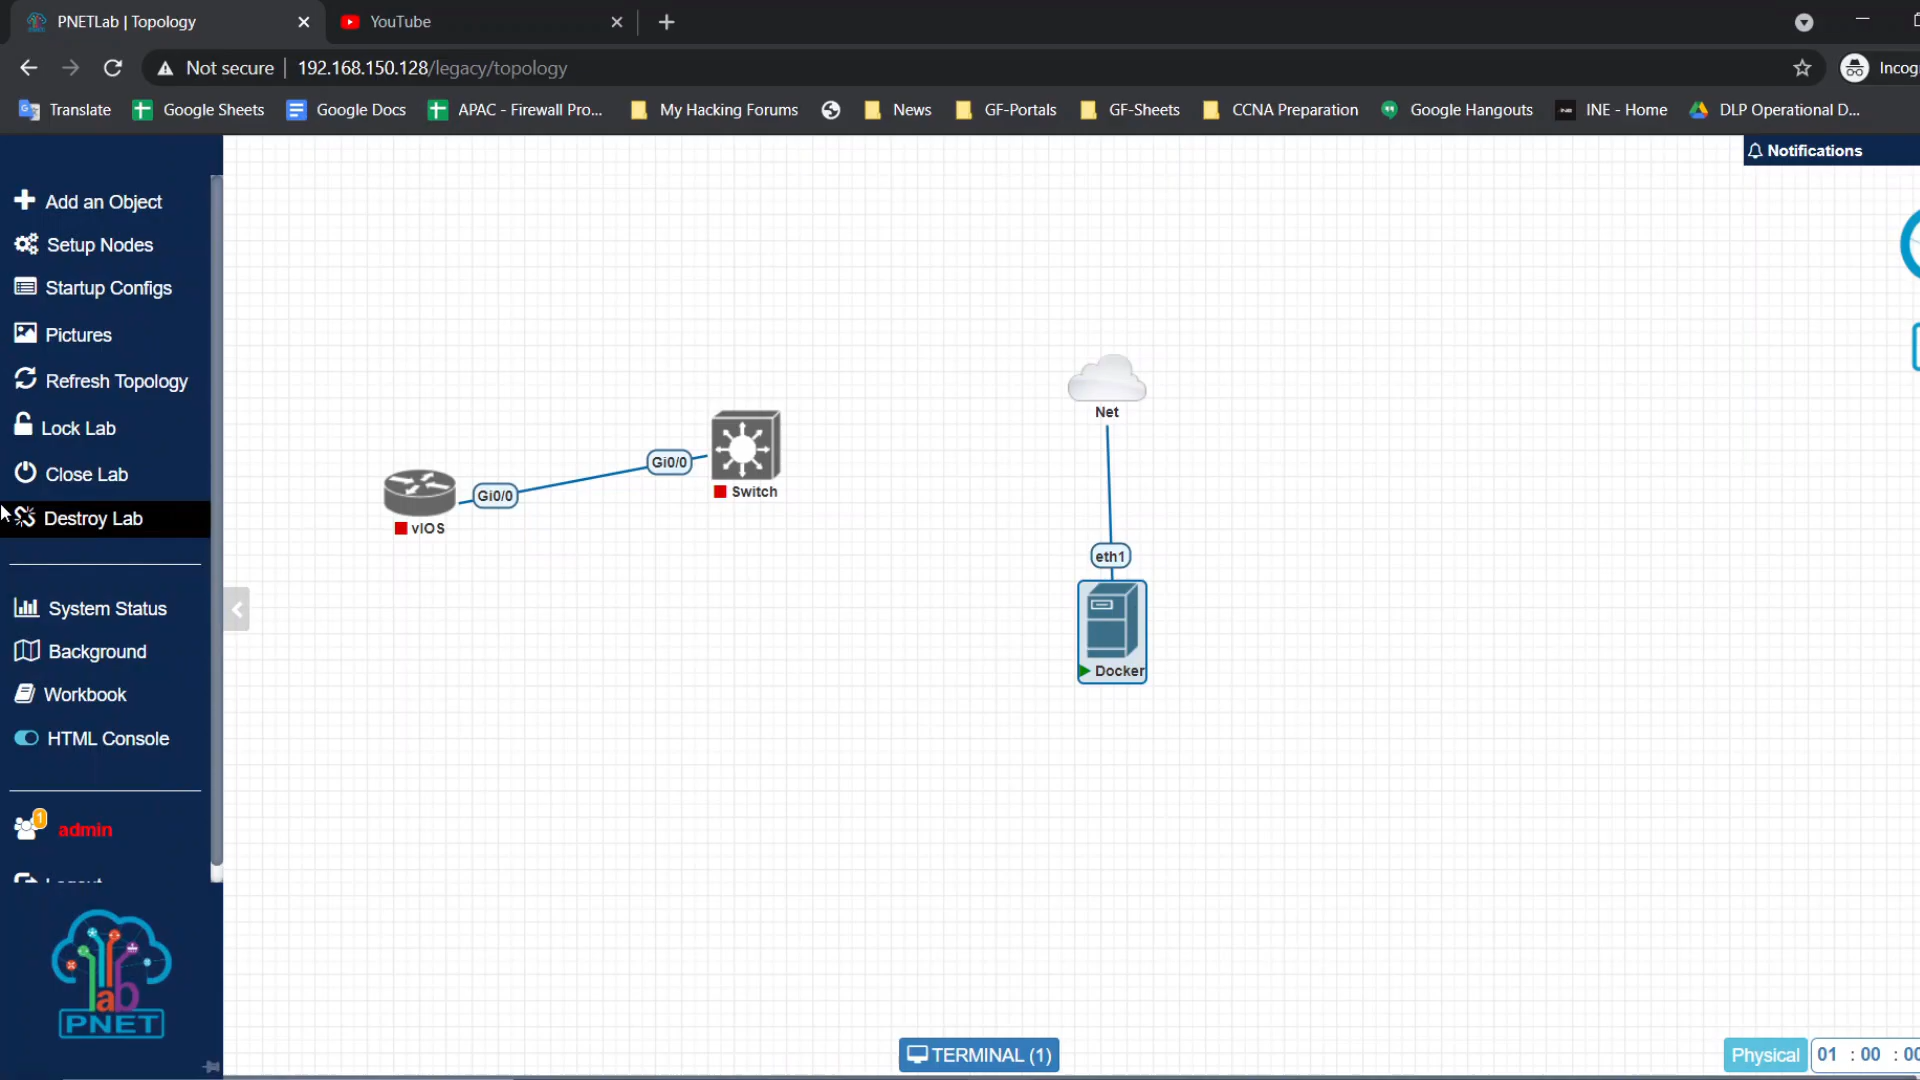 PNETLab | Topology
YouTube
Not secure
192.168.150.128/legacy/topology
Translate
Google Sheets
Google Docs
APAC - Firewall Pro...
My Hacking Forums
News
GF-Portals
GF-Sheets
CCNA Preparation
Google Hangouts
INE - Home
DLP Operational D...
Notifications
Add an Object
Setup Nodes
Startup Configs
Pictures
Refresh Topology
Lock Lab
Close Lab
Destroy Lab
System Status
Background
Workbook
HTML Console
1
admin
Net
Gi0/0
Switch
Gi0/0
vIOS
eth1
Docker
lab
PNET
TERMINAL (1)
Physical
01 : 00 : 00